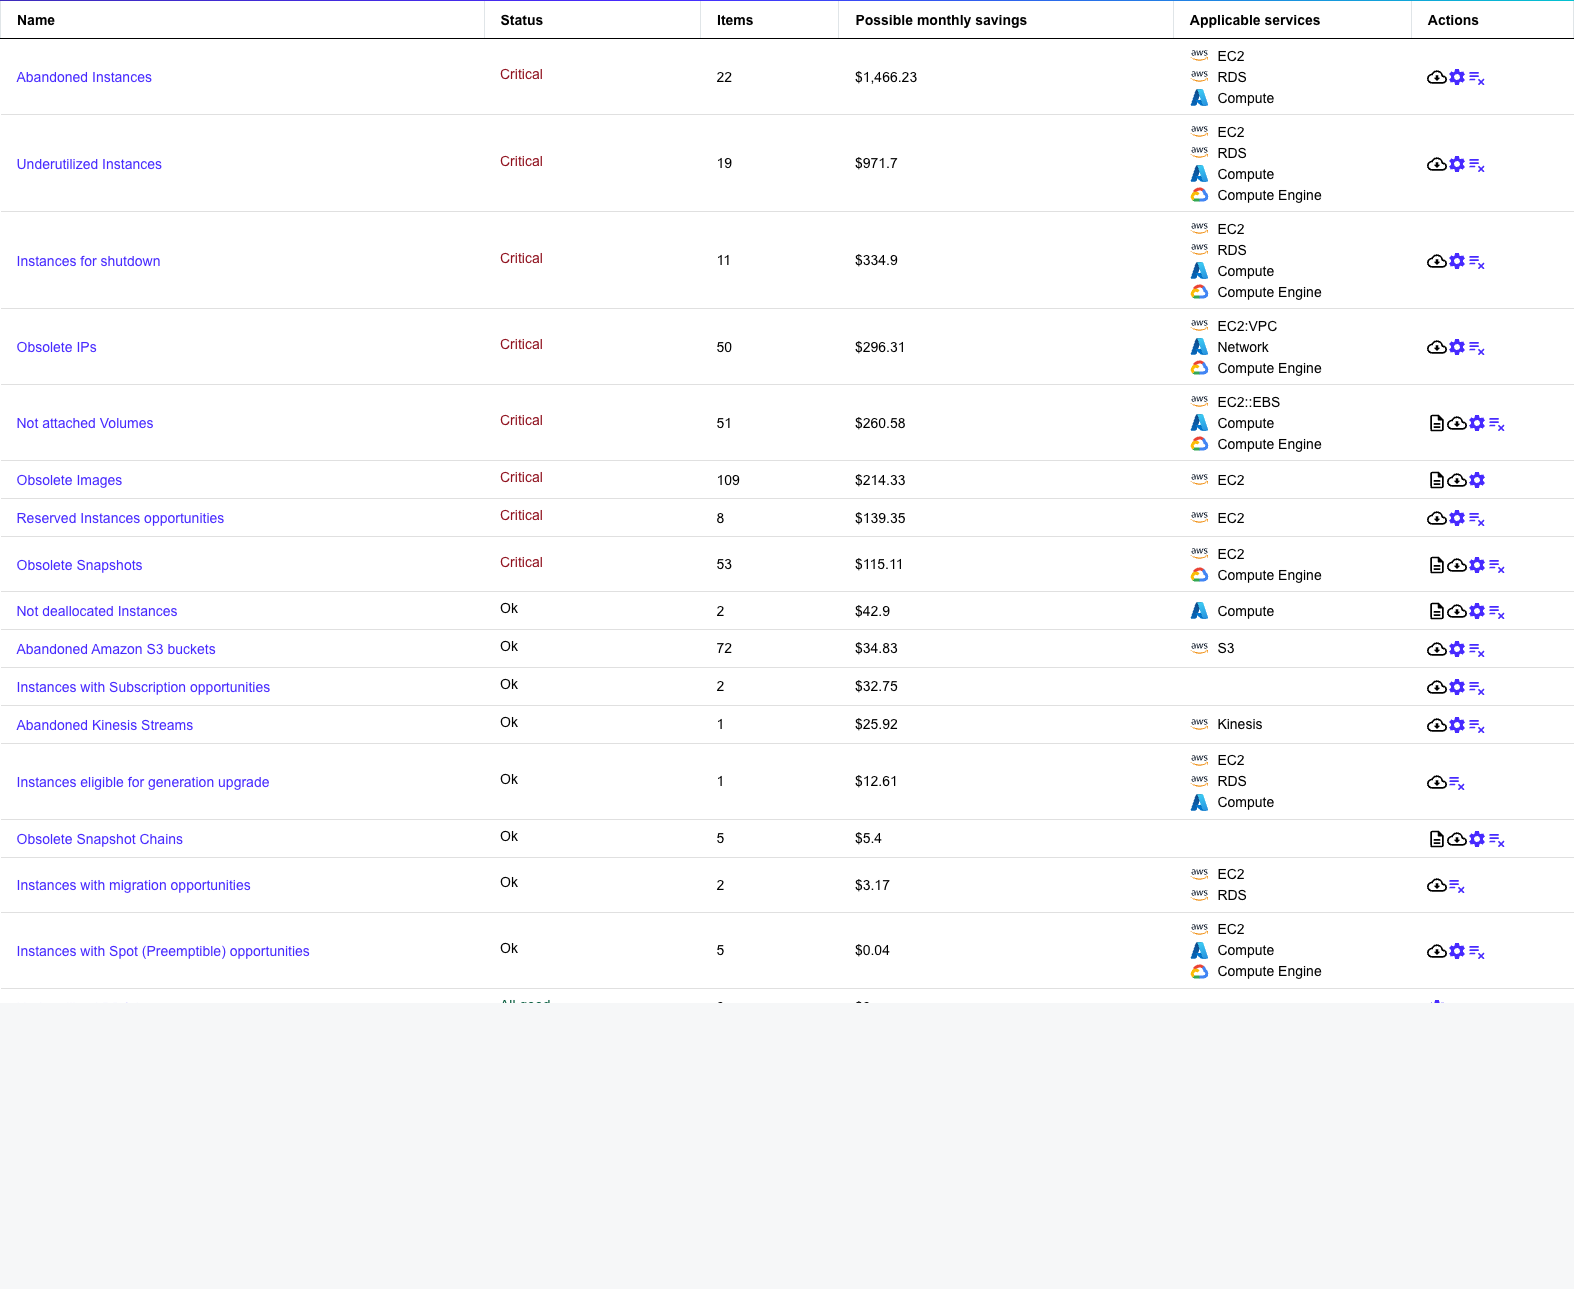 Name Status Items Possible monthly savings Applicable services Actions
aws EC2
Abandoned Instances Critical 22 $1,466.23 aws RDS
Compute
aws EC2
aws RDS
Underutilized Instances Critical 19 $971.7
Compute
Compute Engine
aws EC2
aws RDS
Instances for shutdown Critical 11 $334.9
Compute
Compute Engine
aws EC2:VPC
Obsolete IPs Critical 50 $296.31 Network
Compute Engine
aws EC2::EBS
Not attached Volumes Critical 51 $260.58 Compute
Compute Engine
Obsolete Images Critical 109 $214.33 aws EC2
Reserved Instances opportunities Critical 8 $139.35 aws EC2
aws EC2
Obsolete Snapshots Critical 53 $115.11
Compute Engine
Not deallocated Instances Ok 2 $42.9 Compute
Abandoned Amazon S3 buckets Ok 72 $34.83 aws S3
Instances with Subscription opportunities Ok 2 $32.75
Abandoned Kinesis Streams Ok 1 $25.92 aws Kinesis
aws EC2
Instances eligible for generation upgrade Ok 1 $12.61 aws RDS
Compute
Obsolete Snapshot Chains Ok 5 $5.4
aws EC2
Instances with migration opportunities Ok 2 $3.17
aws RDS
aws EC2
Instances with Spot (Preemptible) opportunities Ok 5 $0.04 Compute
Compute Engine